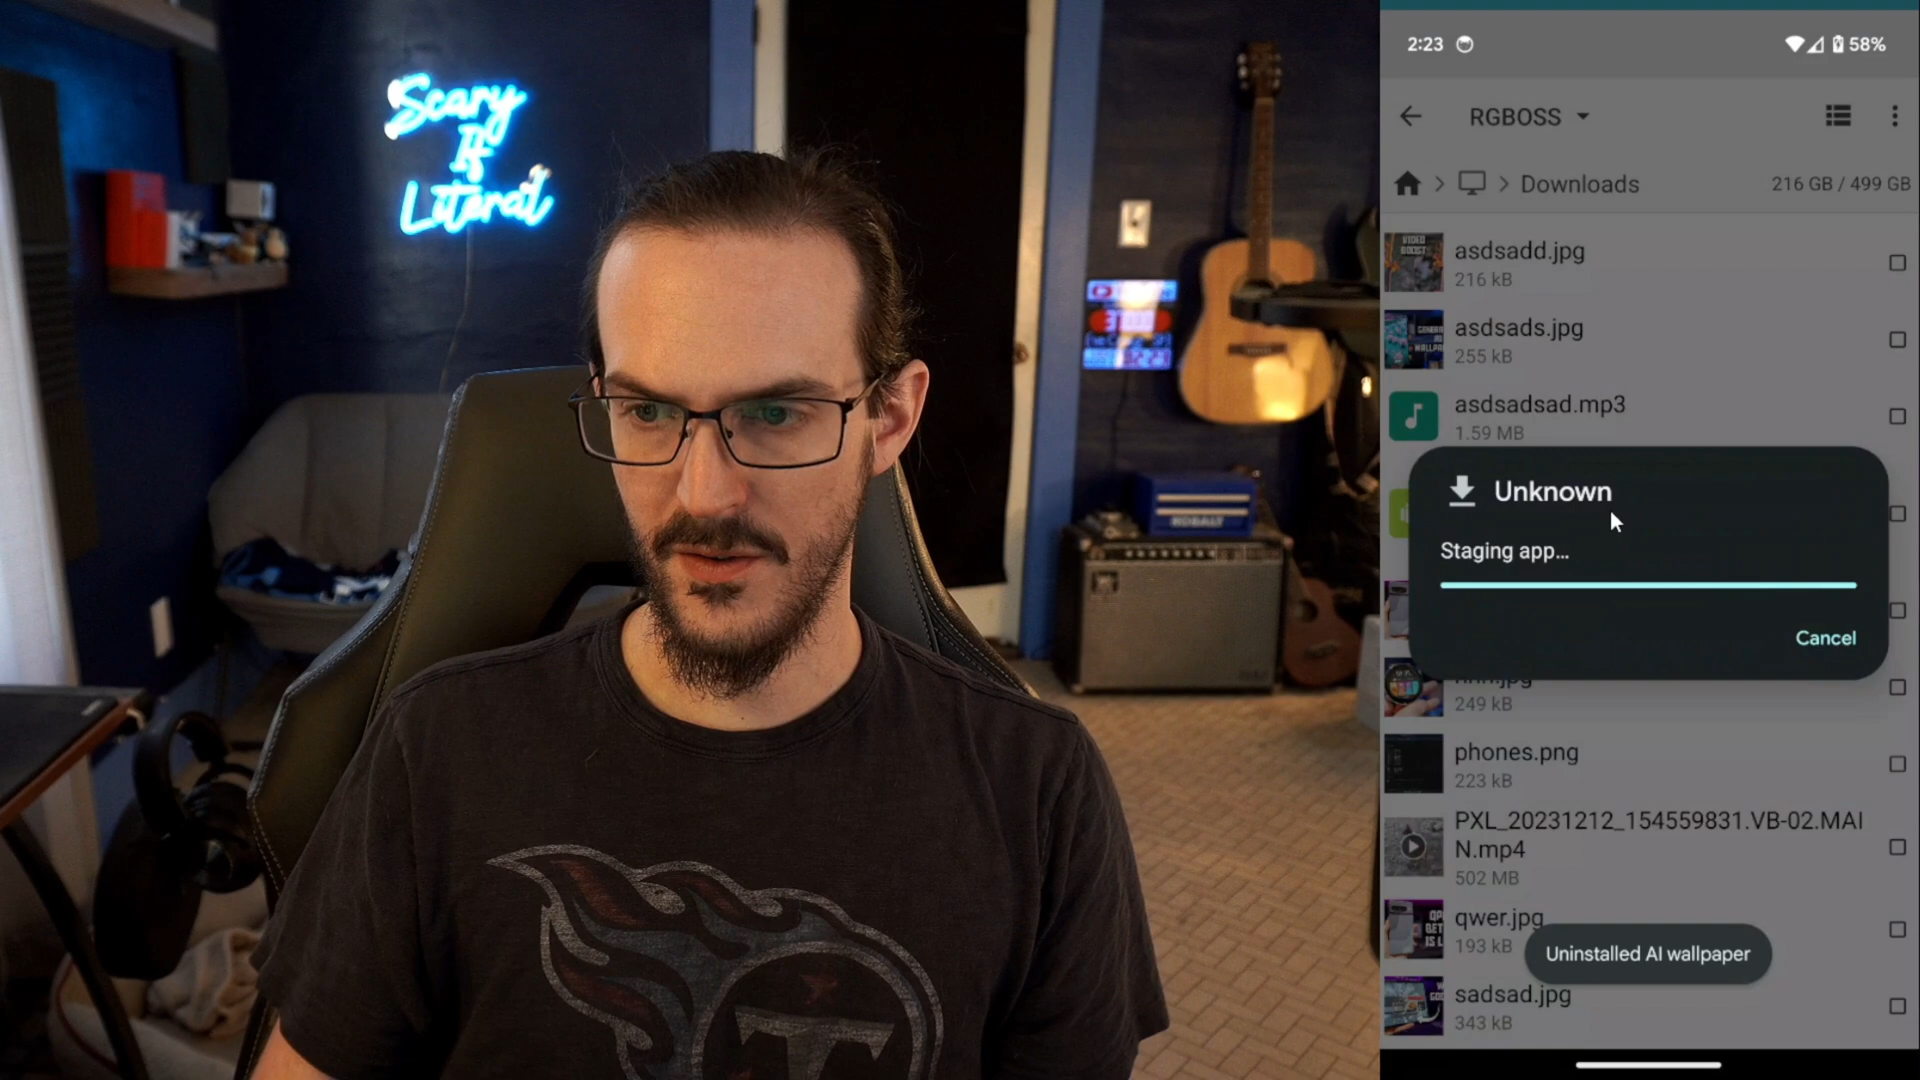 Scary
If
Literal
KOBALT
2:23
58%
RGBOSS
Downloads
216 GB / 499 GB
asdsadd.jpg
216 kB
asdsads.jpg
255 kB
asdsadsad.mp3
1.59 MB
Unknown
Staging app...
Cancel
249 kB
phones.png
223 kB
PXL_20231212_154559831.VB-02.MAI
N.mp4
502 MB
qwer.jpg
193 kB
Uninstalled AI wallpaper
sadsad.jpg
343 kB